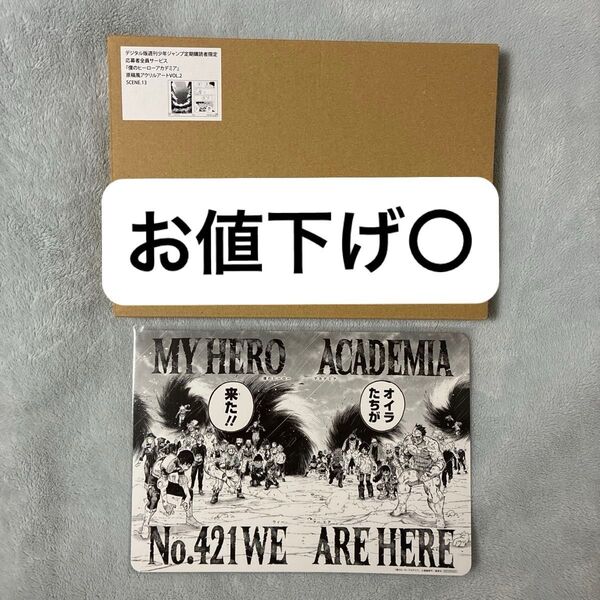 デジタル版週刊少年ジャンプ定期購読者限定
応募者全員サービス
「僕のヒーローアカデミア」
原稿風アクリルアートVOL.2
SCENE.13
お値下げ〇
MY HERO ACADEMIA
オイラたちが
来た!!
No.421 WE ARE HERE